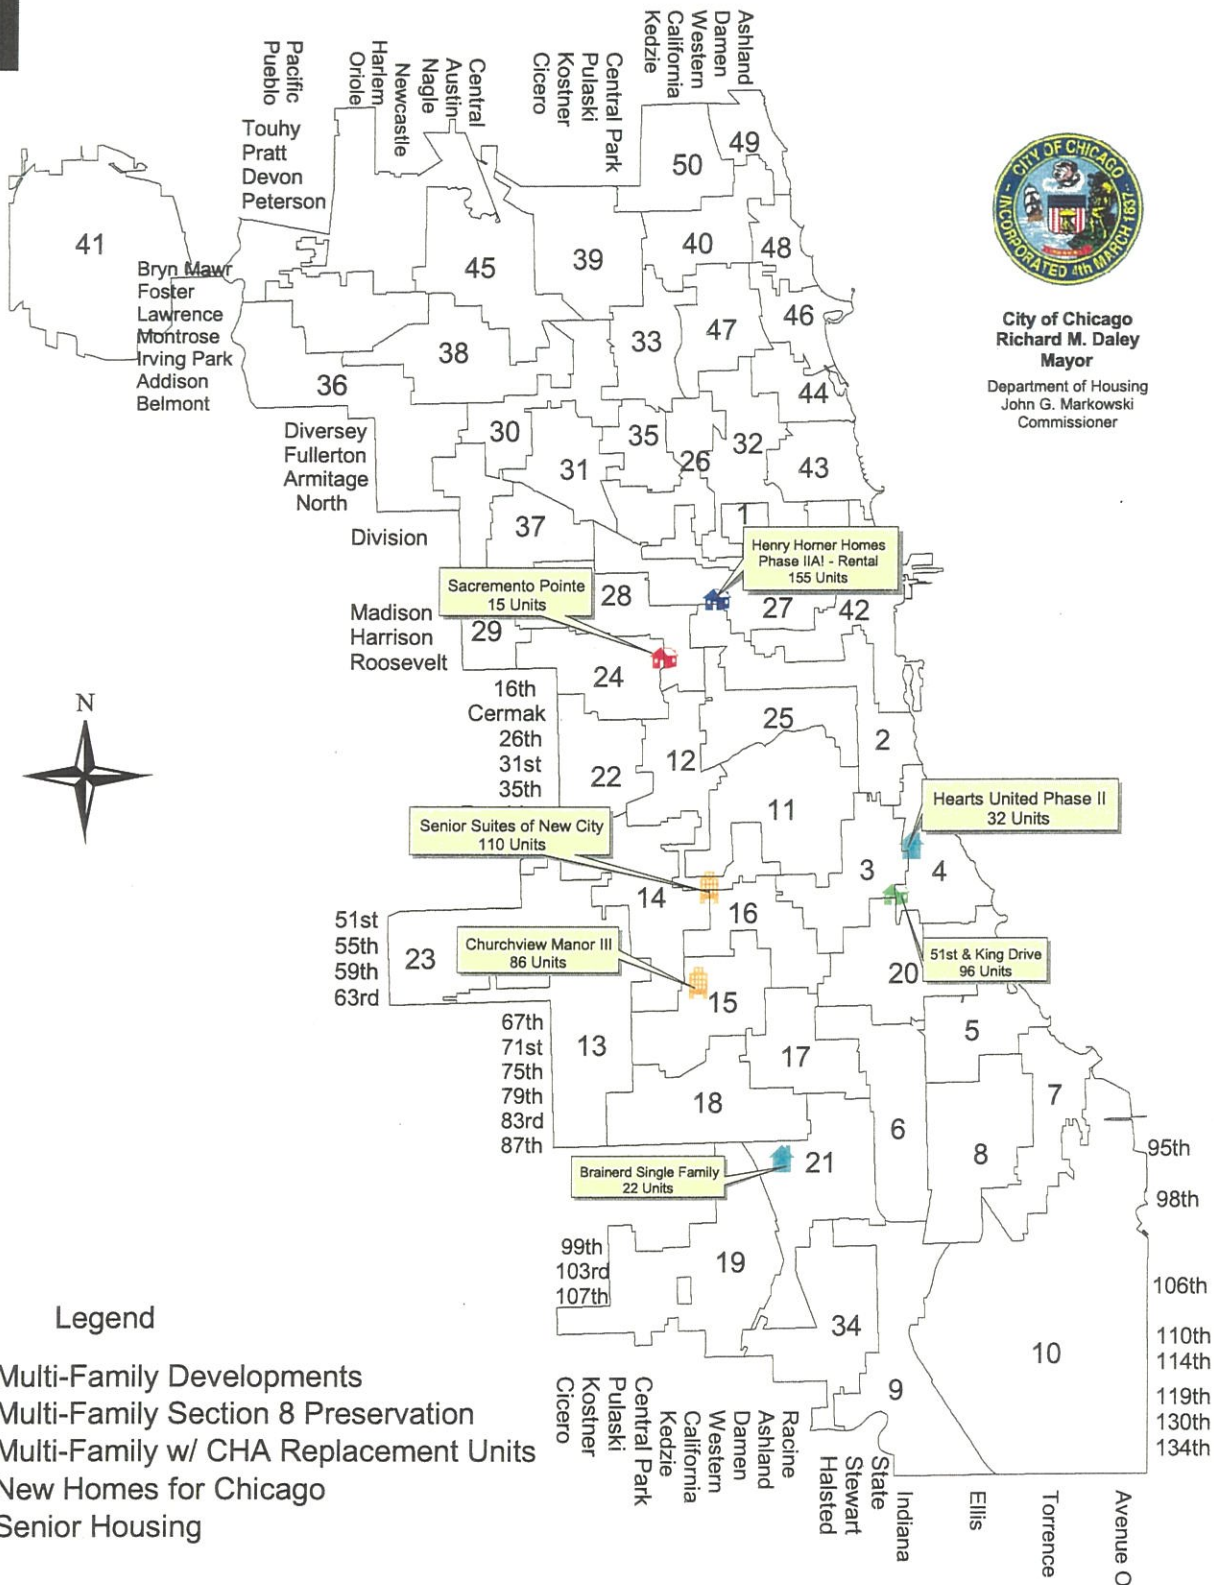 Ashland
Damen
Western
California
Kedzie
Central Park
Pulaski
Kostner
Cicero
Central
Austin
Nagle
Newcastle
Harlem
Oriole
Pacific
Pueblo
Touhy
Pratt
Devon
Peterson
CITY OF CHICAGO
INCORPORATED 4th MARCH 1837
City of Chicago
Richard M. Daley
Mayor
Department of Housing
John G. Markowski
Commissioner
41
Bryn Mawr
Foster
Lawrence
Montrose
Irving Park
Addison
Belmont
Diversey
Fullerton
Armitage
North
Division
Madison
Harrison
Roosevelt
16th
Cermak
26th
31st
35th
49
50
40
48
45
39
46
47
33
38
36
44
30
35
32
26
31
43
1
37
Henry Horner Homes
Phase IIA! - Rental
155 Units
Sacremento Pointe
15 Units
28
27
42
29
24
25
2
12
22
11
N
Hearts United Phase II
32 Units
Senior Suites of New City
110 Units
3
4
14
16
51st
55th
59th
63rd
23
Churchview Manor III
86 Units
51st & King Drive
96 Units
20
15
5
67th
71st
75th
79th
83rd
87th
13
17
7
18
6
8
95th
98th
21
Brainerd Single Family
22 Units
99th
103rd
107th
19
106th
110th
114th
119th
130th
134th
34
10
9
Legend
Multi-Family Developments
Multi-Family Section 8 Preservation
Multi-Family w/ CHA Replacement Units
New Homes for Chicago
Senior Housing
Cicero
Kostner
Pulaski
Central Park
Kedzie
California
Western
Damen
Ashland
Racine
Halsted
Stewart
State
Indiana
Ellis
Torrence
Avenue O